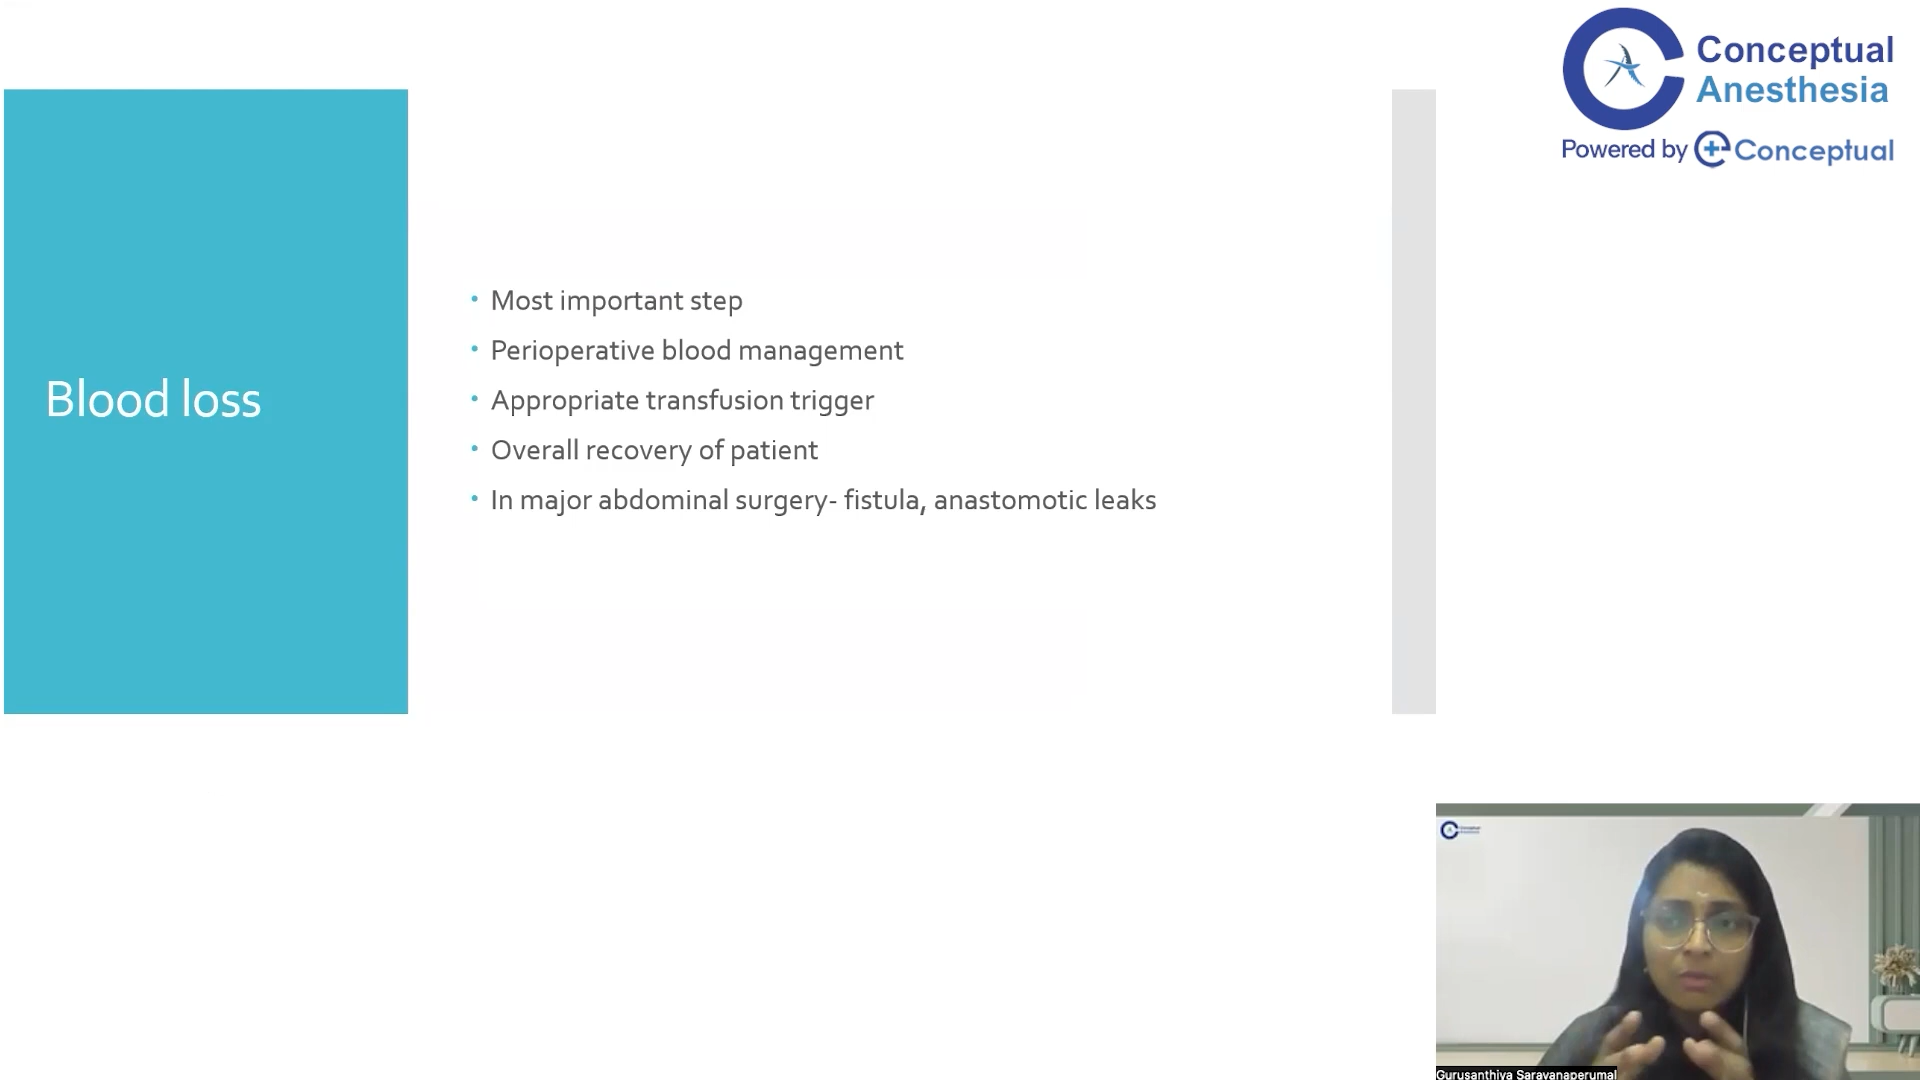 Conceptual
Anesthesia
Powered by Conceptual
Blood loss
• Most important step
• Perioperative blood management
• Appropriate transfusion trigger
• Overall recovery of patient
• In major abdominal surgery- fistula, anastomotic leaks
Gurusanthiya Saravanaperumal